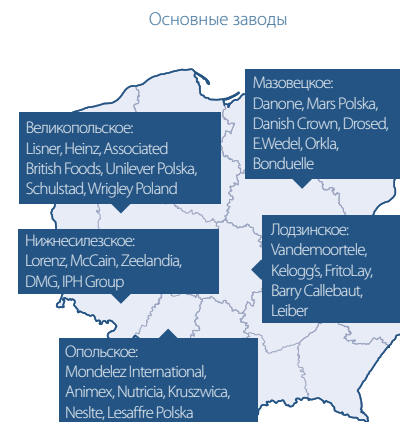 Основные заводы
Мазовецкое:
Danone, Mars Polska,
Danish Crown, Drosed,
E.Wedel, Orkla,
Bonduelle
Великопольское:
Lisner, Heinz, Associated
British Foods, Unilever Polska,
Schulstad, Wrigley Poland
Лодзинское:
Vandemoortele,
Kelogg’s, FritoLay,
Barry Callebaut,
Leiber
Нижнесилезское:
Lorenz, McCain, Zeelandia,
DMG, IPH Group
Опольское:
Mondelez International,
Animex, Nutricia, Kruszwica,
Neslte, Lesaffre Polska